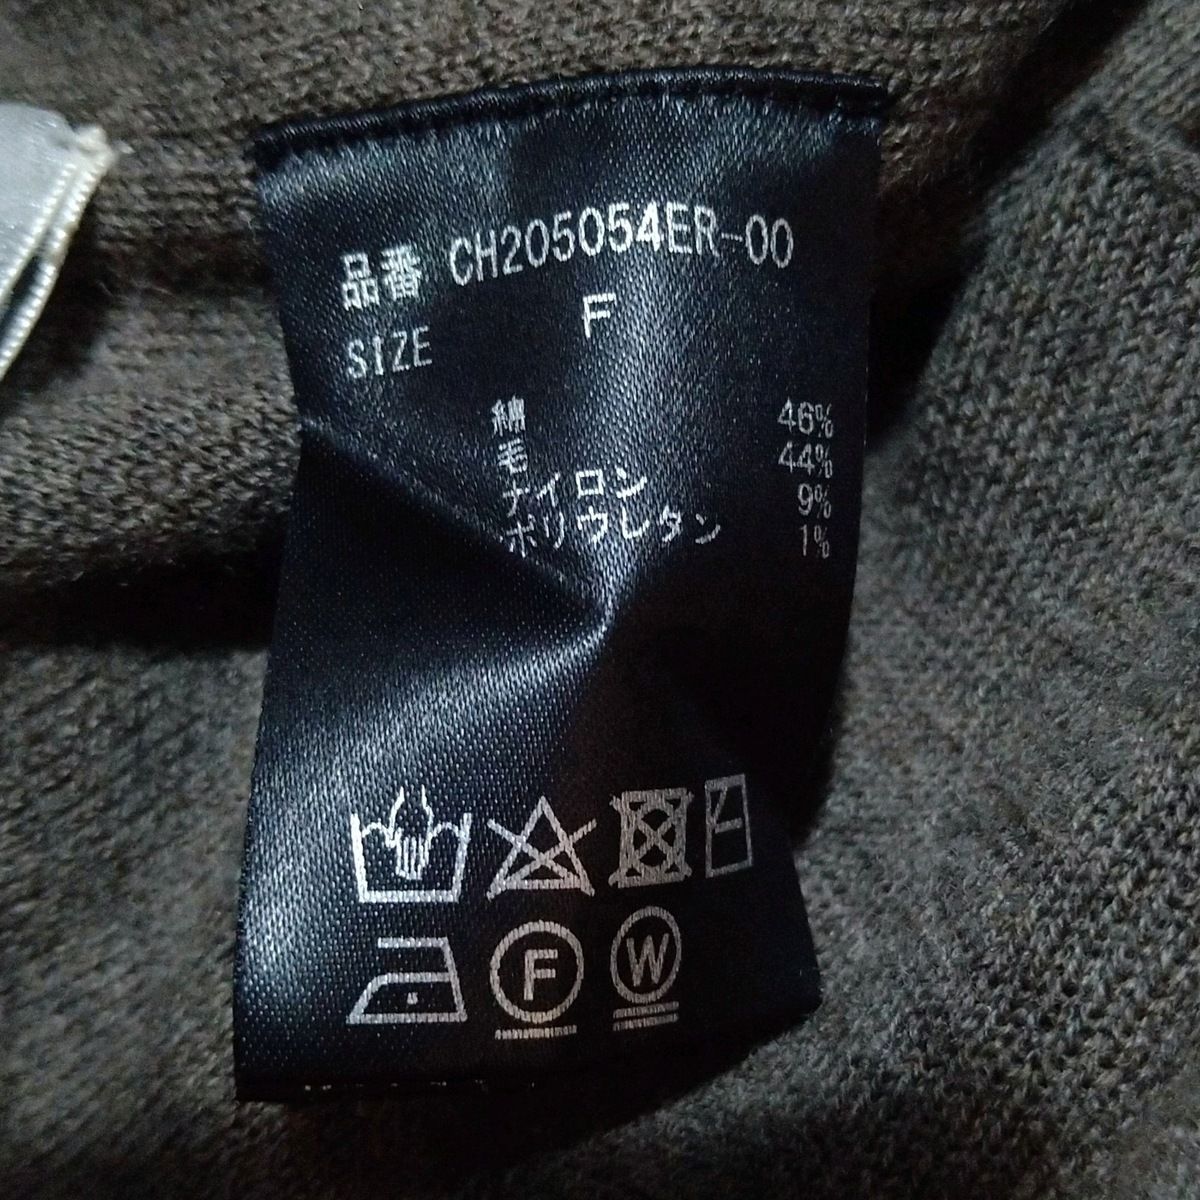 品番 CH205054ER-00
SIZE F
綿 46%
毛 44%
ナイロン 9%
ポリウレタン 1%
F W